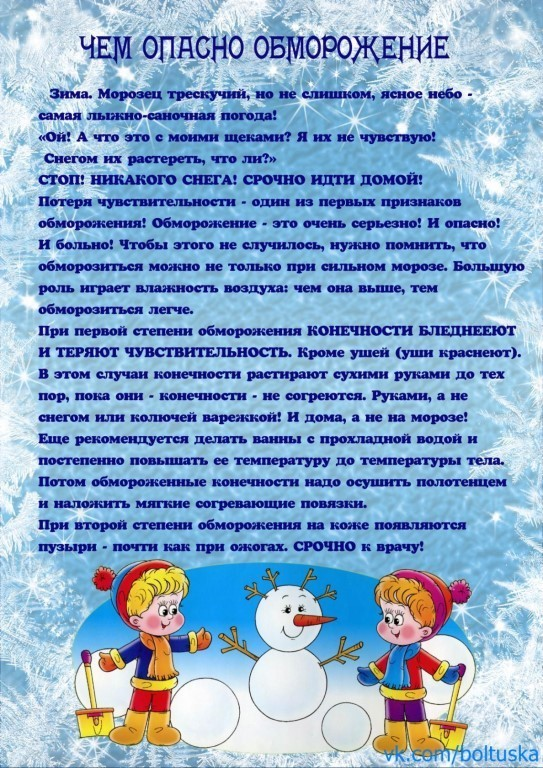 ЧЕМ ОПАСНО ОБМОРОЖЕНИЕ
Зима. Морозец трескучий, но не слишком, ясное небо -
самая лыжно-саночная погода!
«Ой! А что это с моими щеками? Я их не чувствую!
Снегом их растереть, что ли?»
СТОП! НИКАКОГО СНЕГА! СРОЧНО ИДТИ ДОМОЙ!
Потеря чувствительности - один из первых признаков
обморожения! Обморожение - это очень серьезно! И опасно!
И больно! Чтобы этого не случилось, нужно помнить, что
обморозиться можно не только при сильном морозе. Большую
роль играет влажность воздуха: чем она выше, тем
обморозиться легче.
При первой степени обморожения КОНЕЧНОСТИ БЛЕДНЕЕЮТ
И ТЕРЯЮТ ЧУВСТВИТЕЛЬНОСТЬ. Кроме ушей (уши краснеют).
В этом случаи конечности растирают сухими руками до тех
пор, пока они - конечности - не согреются. Руками, а не
снегом или колючей варежкой! И дома, а не на морозе!
Еще рекомендуется делать ванны с прохладной водой и
постепенно повышать ее температуру до температуры тела.
Потом обмороженные конечности надо осушить полотенцем
и наложить мягкие согревающие повязки.
При второй степени обморожения на коже появляются
пузыри - почти как при ожогах. СРОЧНО к врачу!
vk.com/boltuska